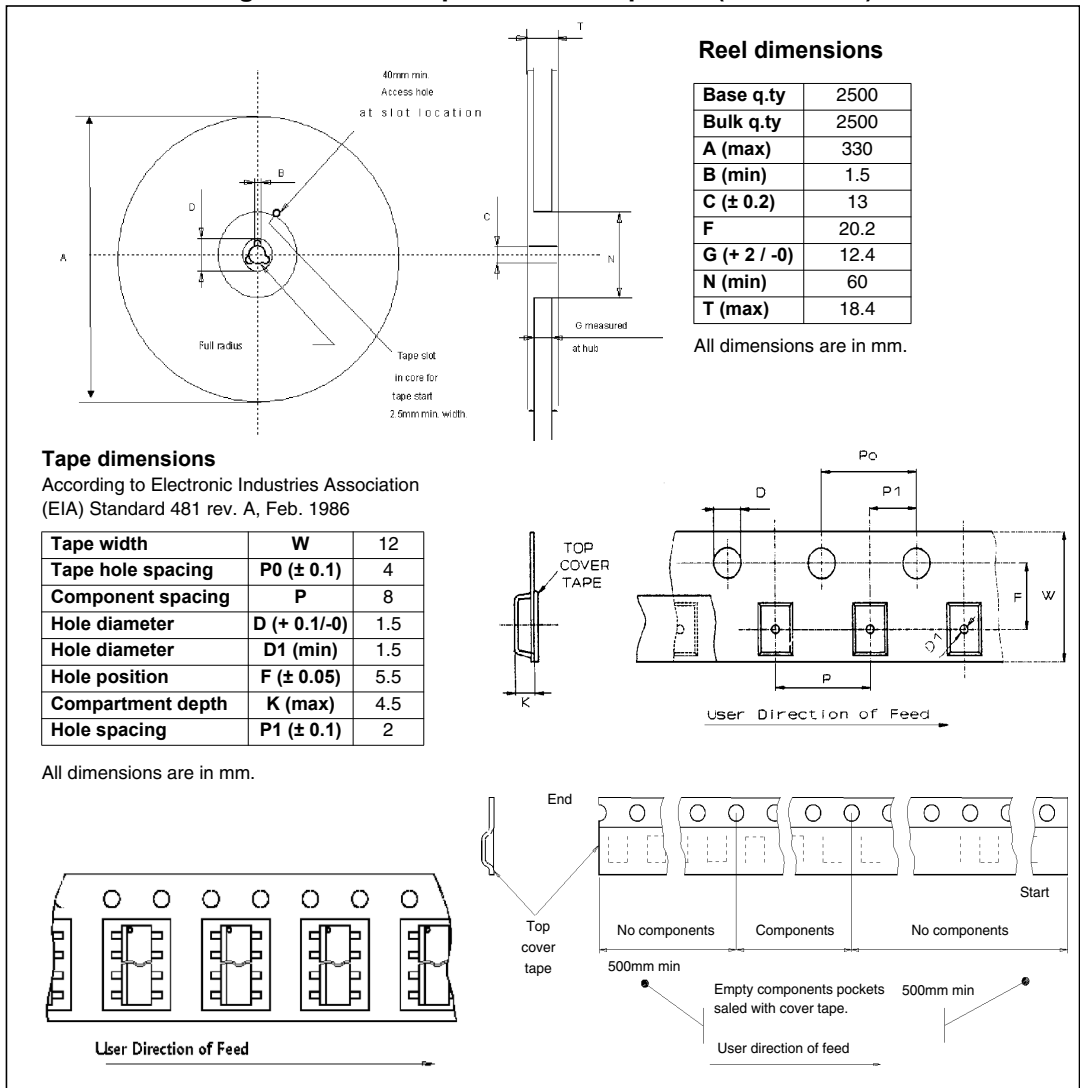 Reel dimensions
Base q.ty 2500
Bulk q.ty 2500
A (max) 330
B (min) 1.5
C (± 0.2) 13
F 20.2
G (+ 2 / -0) 12.4
N (min) 60
T (max) 18.4
All dimensions are in mm.
T
40mm min.
Access hole
at slot location
B
D
C
A
N
G measured
at hub
Full radius
Tape slot
in core for
tape start
2.5mm min. width.
Tape dimensions
According to Electronic Industries Association
(EIA) Standard 481 rev. A, Feb. 1986
Tape width W 12
Tape hole spacing P0 (± 0.1) 4
Component spacing P 8
Hole diameter D (+ 0.1/-0) 1.5
Hole diameter D1 (min) 1.5
Hole position F (± 0.05) 5.5
Compartment depth K (max) 4.5
Hole spacing P1 (± 0.1) 2
All dimensions are in mm.
Po
D
P1
TOP
COVER
TAPE
F
W
D1
P
K
User Direction of Feed
End
Start
Top
cover
tape
No components
Components
No components
500mm min
Empty components pockets
saled with cover tape.
500mm min
User direction of feed
User Direction of Feed